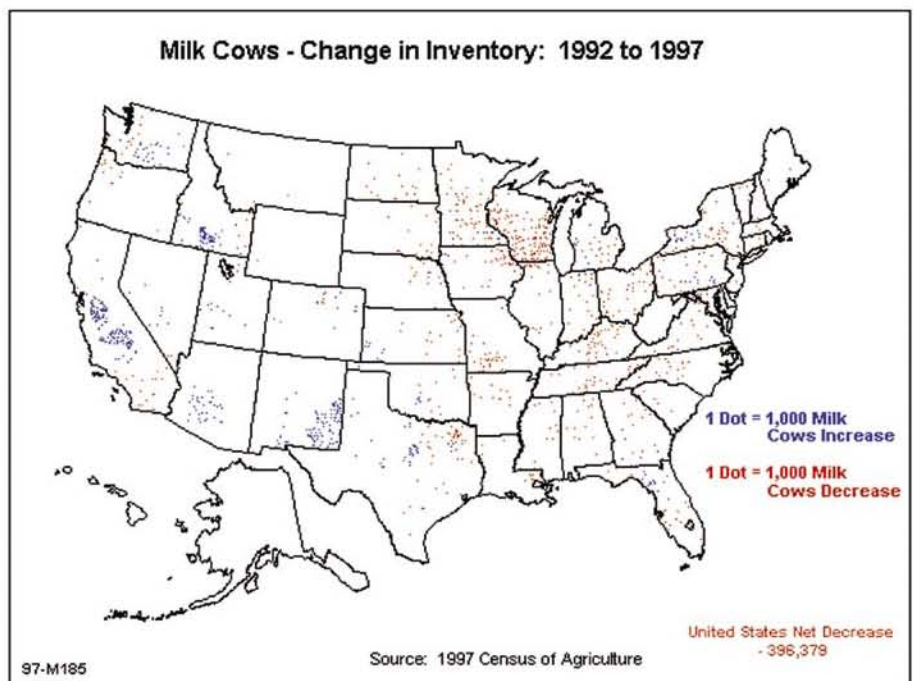 Milk Cows - Change in Inventory: 1992 to 1997
1 Dot = 1,000 Milk
Cows Increase
1 Dot = 1,000 Milk
Cows Decrease
United States Net Decrease
- 396,379
97-M185
Source: 1997 Census of Agriculture